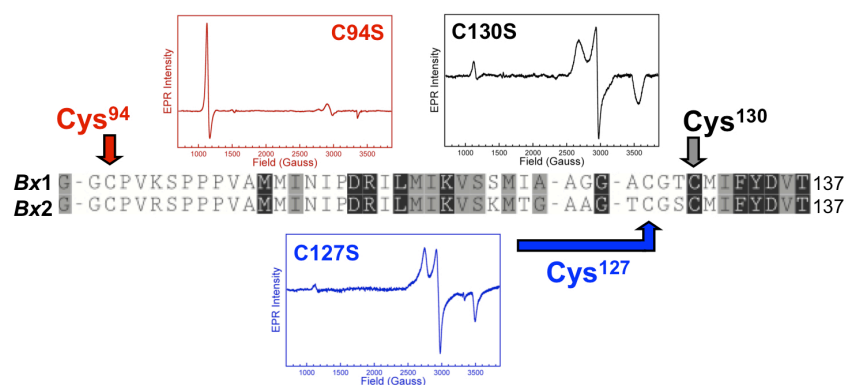 C94S
EPR Intensity
1000 1500 2000 2500 3000 3500
Field (Gauss)
C130S
EPR Intensity
1000 1500 2000 2500 3000 3500
Field (Gauss)
Cys94
Cys130
Bx1 G-GCPVKSPPPVAMMINIPDRILMIKVSSMIA-AGG-ACGTCMIFYDVT 137
Bx2 G-GCPVRSPPPVAMMINIPDRILMIKVSKMTG-AAG-TCGSCMIFYDVT 137
C127S
EPR Intensity
1000 1500 2000 2500 3000 3500
Field (Gauss)
Cys127